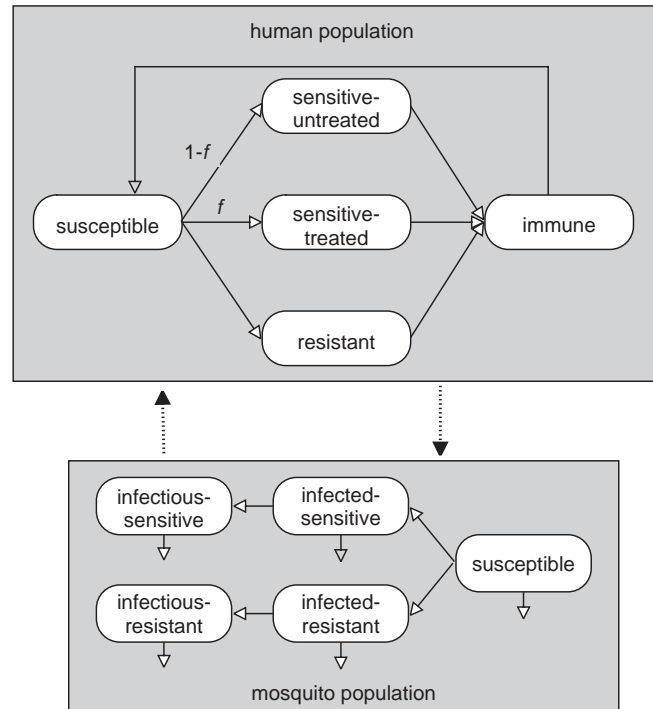 human population
sensitive-
untreated
1-f
f
susceptible
sensitive-
treated
immune
resistant
infectious-
sensitive
infected-
sensitive
susceptible
infectious-
resistant
infected-
resistant
mosquito population